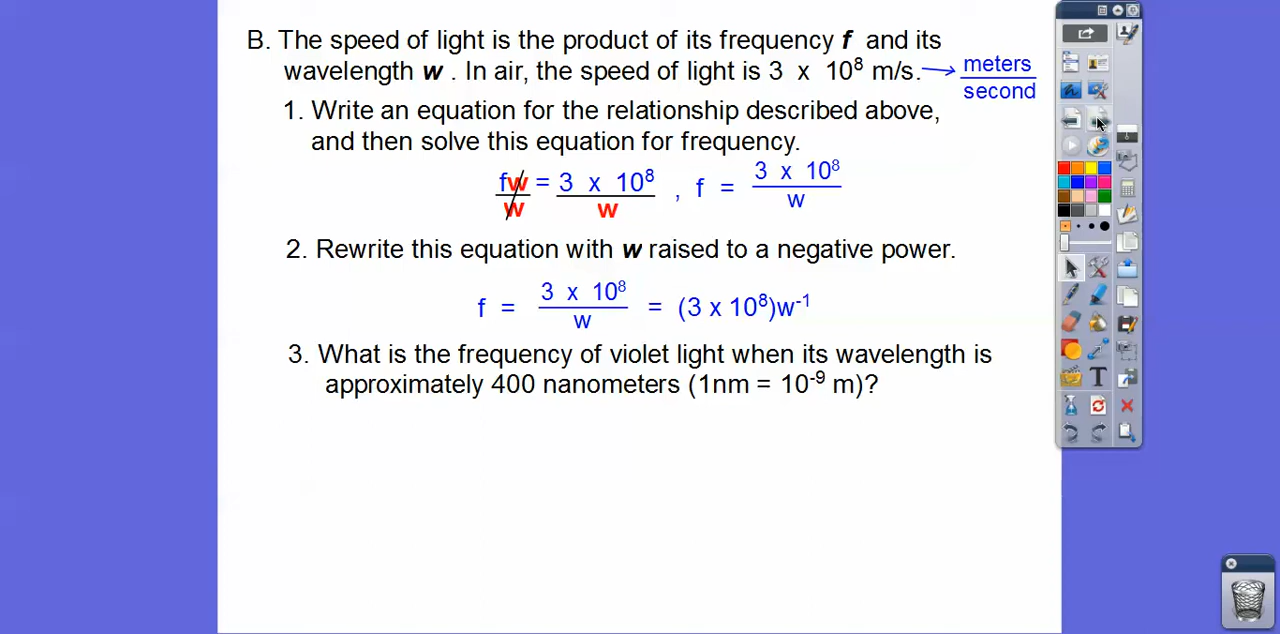 B. The speed of light is the product of its frequency f and its
wavelength w . In air, the speed of light is 3 x 10⁸ m/s. → meters
second
1. Write an equation for the relationship described above,
and then solve this equation for frequency.
fw = 3 x 10⁸ , f = 3 x 10⁸
w w w
2. Rewrite this equation with w raised to a negative power.
f = 3 x 10⁸ = (3 x 10⁸)w⁻¹
w
3. What is the frequency of violet light when its wavelength is
approximately 400 nanometers (1nm = 10⁻⁹ m)?
T